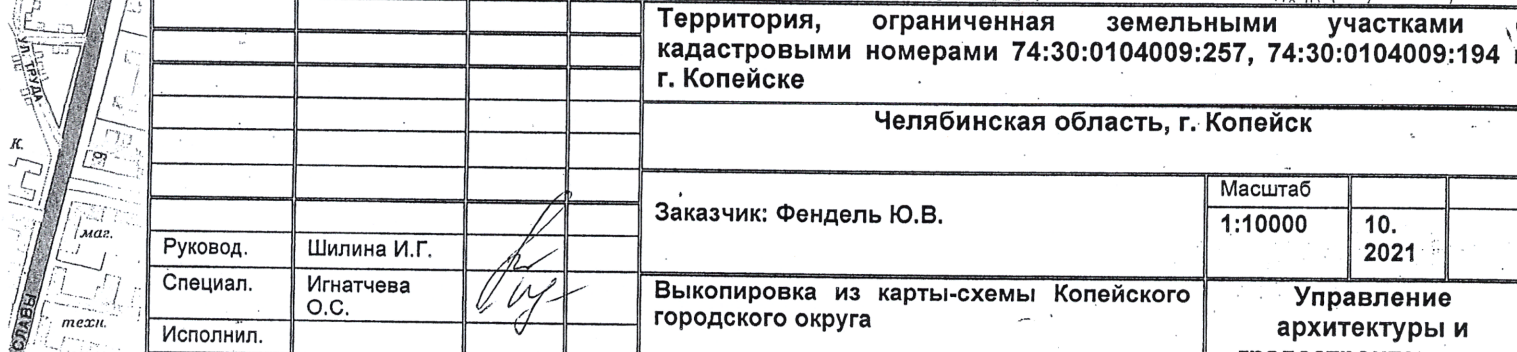 Территория, ограниченная земельными участками
кадастровыми номерами 74:30:0104009:257, 74:30:0104009:194
г. Копейске
Челябинская область, г. Копейск
Заказчик: Фендель Ю.В.
Масштаб
1:10000
10.
2021
Руковод.
Шилина И.Г.
Специал.
Игнатчева
О.С.
Исполнил.
Выкопировка из карты-схемы Копейского
городского округа
Управление
архитектуры и
УЛ. ТРУДА
К.
6
маг.
техн.
СЛАВЫ